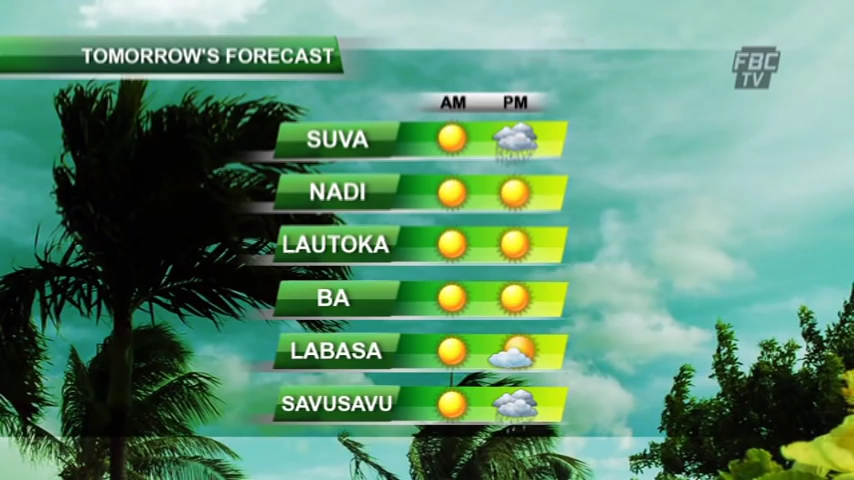 TOMORROW'S FORECAST
FBC
TV
AM PM
SUVA
NADI
LAUTOKA
BA
LABASA
SAVUSAVU